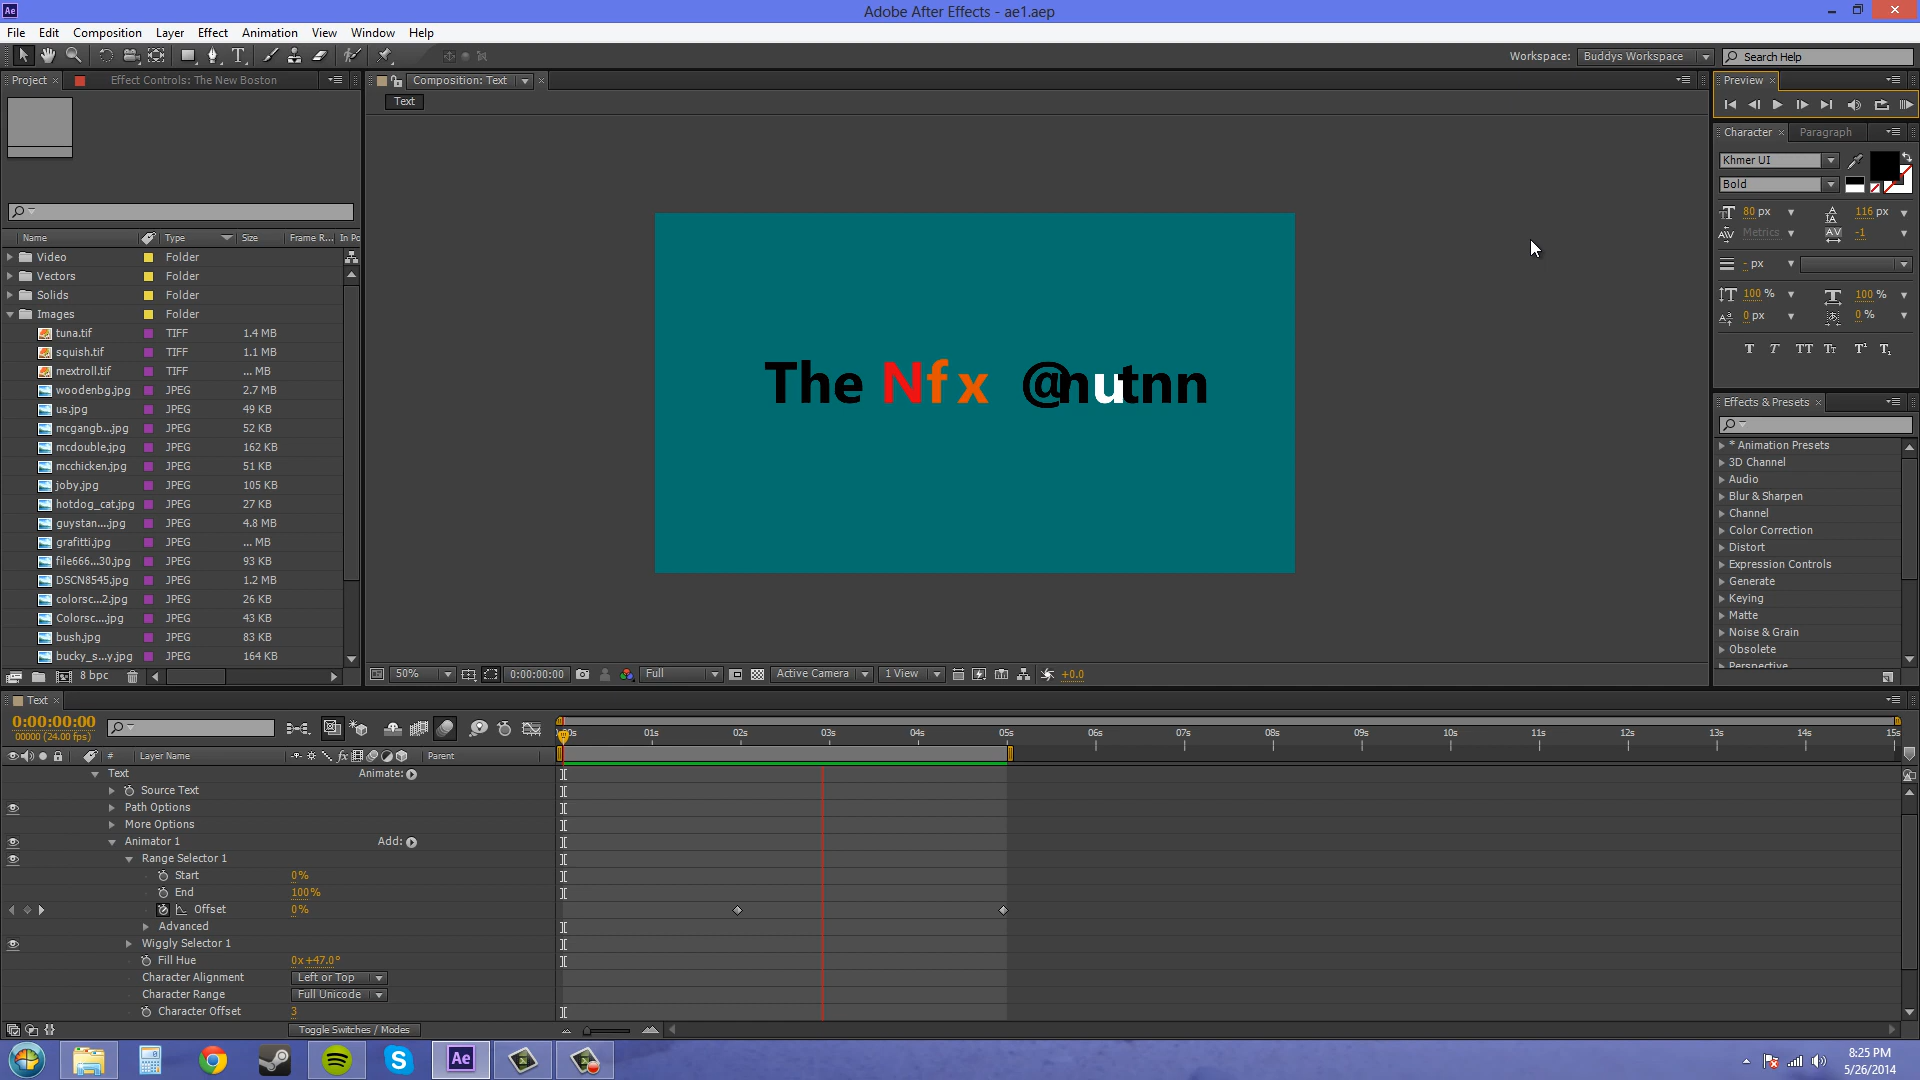 Ae
Adobe After Effects - ae1.aep
File Edit Composition Layer Effect Animation View Window Help
Workspace: Buddys Workspace Search Help
Project Effect Controls: The New Boston
Composition: Text
Text
Preview
Character Paragraph
Khmer UI
Bold
80 px 116 px
Metrics -1
- px
100 % 100 %
0 px 0 %
T T TT Tt T¹ T₁
Effects & Presets
* Animation Presets
3D Channel
Audio
Blur & Sharpen
Channel
Color Correction
Distort
Expression Controls
Generate
Keying
Matte
Noise & Grain
Obsolete
Perspective
Name Type Size Frame R... In Po
Video Folder
Vectors Folder
Solids Folder
Images Folder
tuna.tif TIFF 1.4 MB
squish.tif TIFF 1.1 MB
mextroll.tif TIFF ... MB
woodenbg.jpg JPEG 2.7 MB
us.jpg JPEG 49 KB
mcgangb...jpg JPEG 52 KB
mcdouble.jpg JPEG 162 KB
mcchicken.jpg JPEG 51 KB
joby.jpg JPEG 105 KB
hotdog_cat.jpg JPEG 27 KB
guystan....jpg JPEG 4.8 MB
grafitti.jpg JPEG ... MB
file666...30.jpg JPEG 93 KB
DSCN8545.jpg JPEG 1.2 MB
colorsc...2.jpg JPEG 26 KB
Colorsc....jpg JPEG 43 KB
bush.jpg JPEG 83 KB
bucky_s...y.jpg JPEG 164 KB
8 bpc
The Nfx @nutnn
50% 0:00:00:00 Full Active Camera 1 View +0.0
Text
0:00:00:00
00000 (24.00 fps)
01s 02s 03s 04s 05s 06s 07s 08s 09s 10s 11s 12s 13s 14s 15s
# Layer Name Parent
Text Animate:
Source Text
Path Options
More Options
Animator 1 Add:
Range Selector 1
Start 0%
End 100%
Offset 0%
Advanced
Wiggly Selector 1
Fill Hue 0x+47.0°
Character Alignment Left or Top
Character Range Full Unicode
Character Offset 3
Toggle Switches / Modes
Ae
8:25 PM
5/26/2014